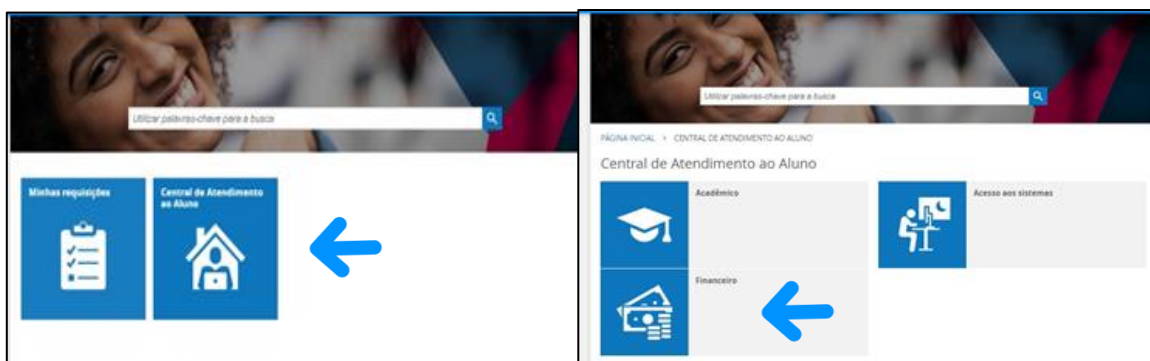 Utilizar palavras-chave para a busca
Minhas requisições
Central de Atendimento
ao Aluno
Utilizar palavras-chave para a busca
PÁGINA INICIAL > CENTRAL DE ATENDIMENTO AO ALUNO
Central de Atendimento ao Aluno
Acadêmico
Acesso aos sistemas
Financeiro